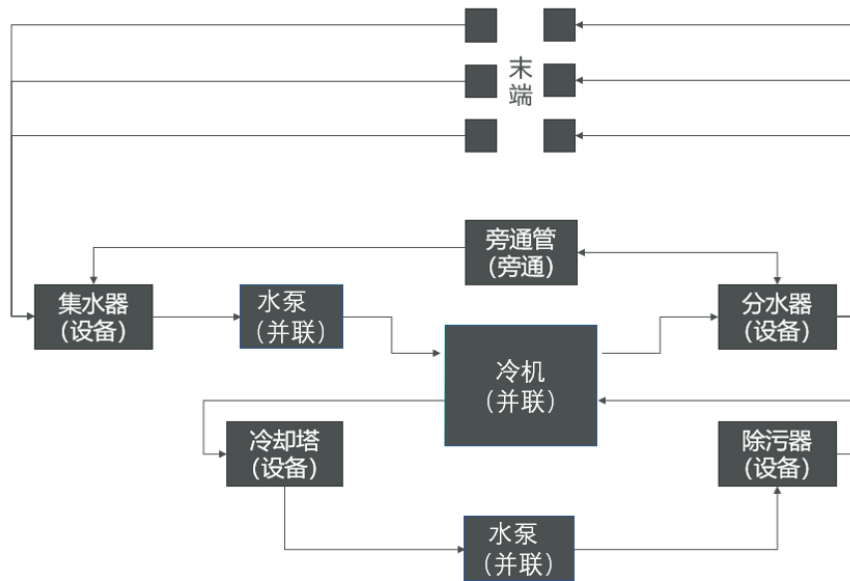 末
端
旁通管
(旁通)
集水器
(设备)
水泵
(并联)
分水器
(设备)
冷机
(并联)
冷却塔
(设备)
除污器
(设备)
水泵
(并联)